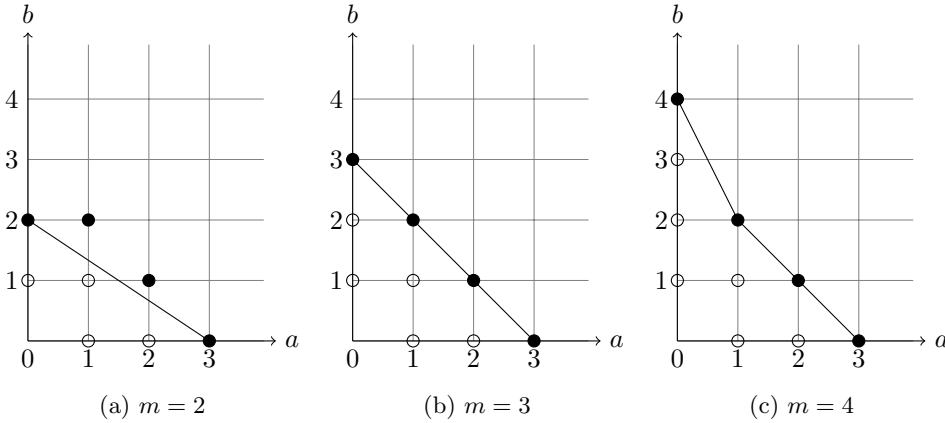 b b b
4 4 4
3 3 3
2 2 2
1 1 1
0 1 2 3 a 0 1 2 3 a 0 1 2 3 a
(a) m = 2 (b) m = 3 (c) m = 4